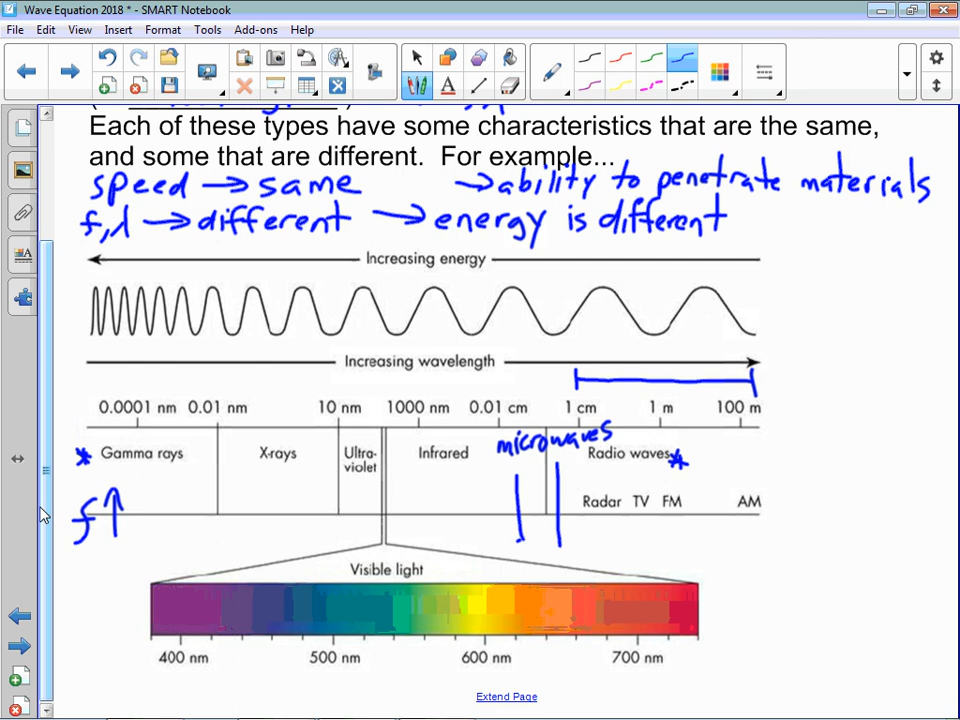 Wave Equation 2018 * - SMART Notebook
File Edit View Insert Format Tools Add-ons Help
Each of these types have some characteristics that are the same,
and some that are different. For example...
speed → same → ability to penetrate materials
f, λ → different → energy is different
Increasing energy
Increasing wavelength
0.0001 nm 0.01 nm 10 nm 1000 nm 0.01 cm 1 cm 1 m 100 m
microwaves
* Gamma rays X-rays Ultra- Infrared Radio waves *
violet
f↑ Radar TV FM AM
Visible light
400 nm 500 nm 600 nm 700 nm
Extend Page